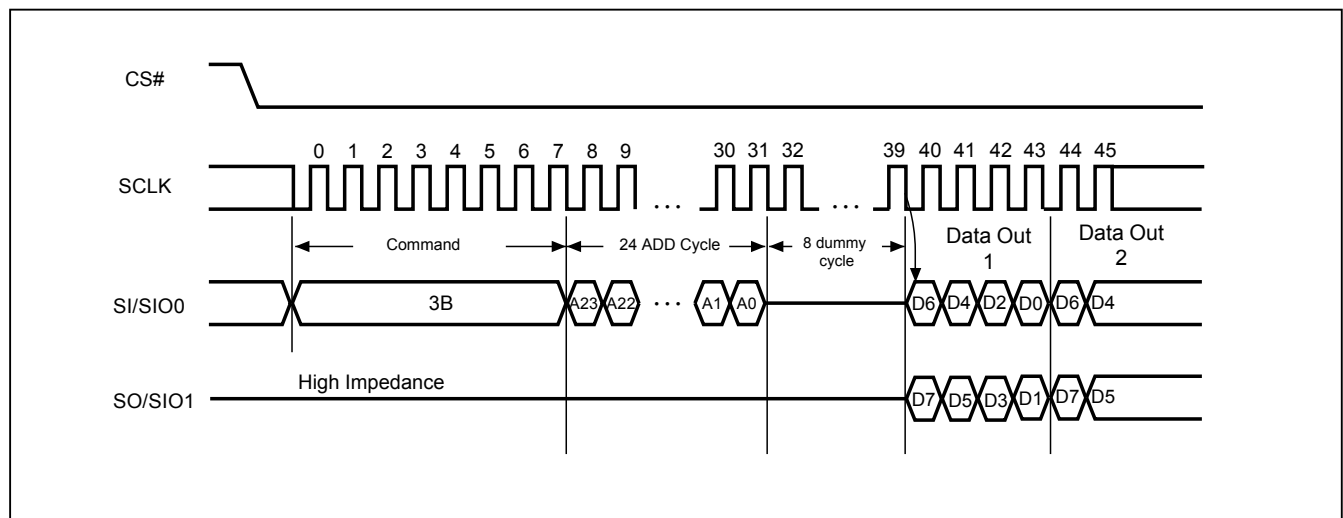 CS#
0 1 2 3 4 5 6 7 8 9 30 31 32 39 40 41 42 43 44 45
SCLK
... ...
Command 24 ADD Cycle 8 dummy cycle Data Out 1 Data Out 2
SI/SIO0 3B A23 A22 ... A1 A0 D6 D4 D2 D0 D6 D4
High Impedance
SO/SIO1 D7 D5 D3 D1 D7 D5